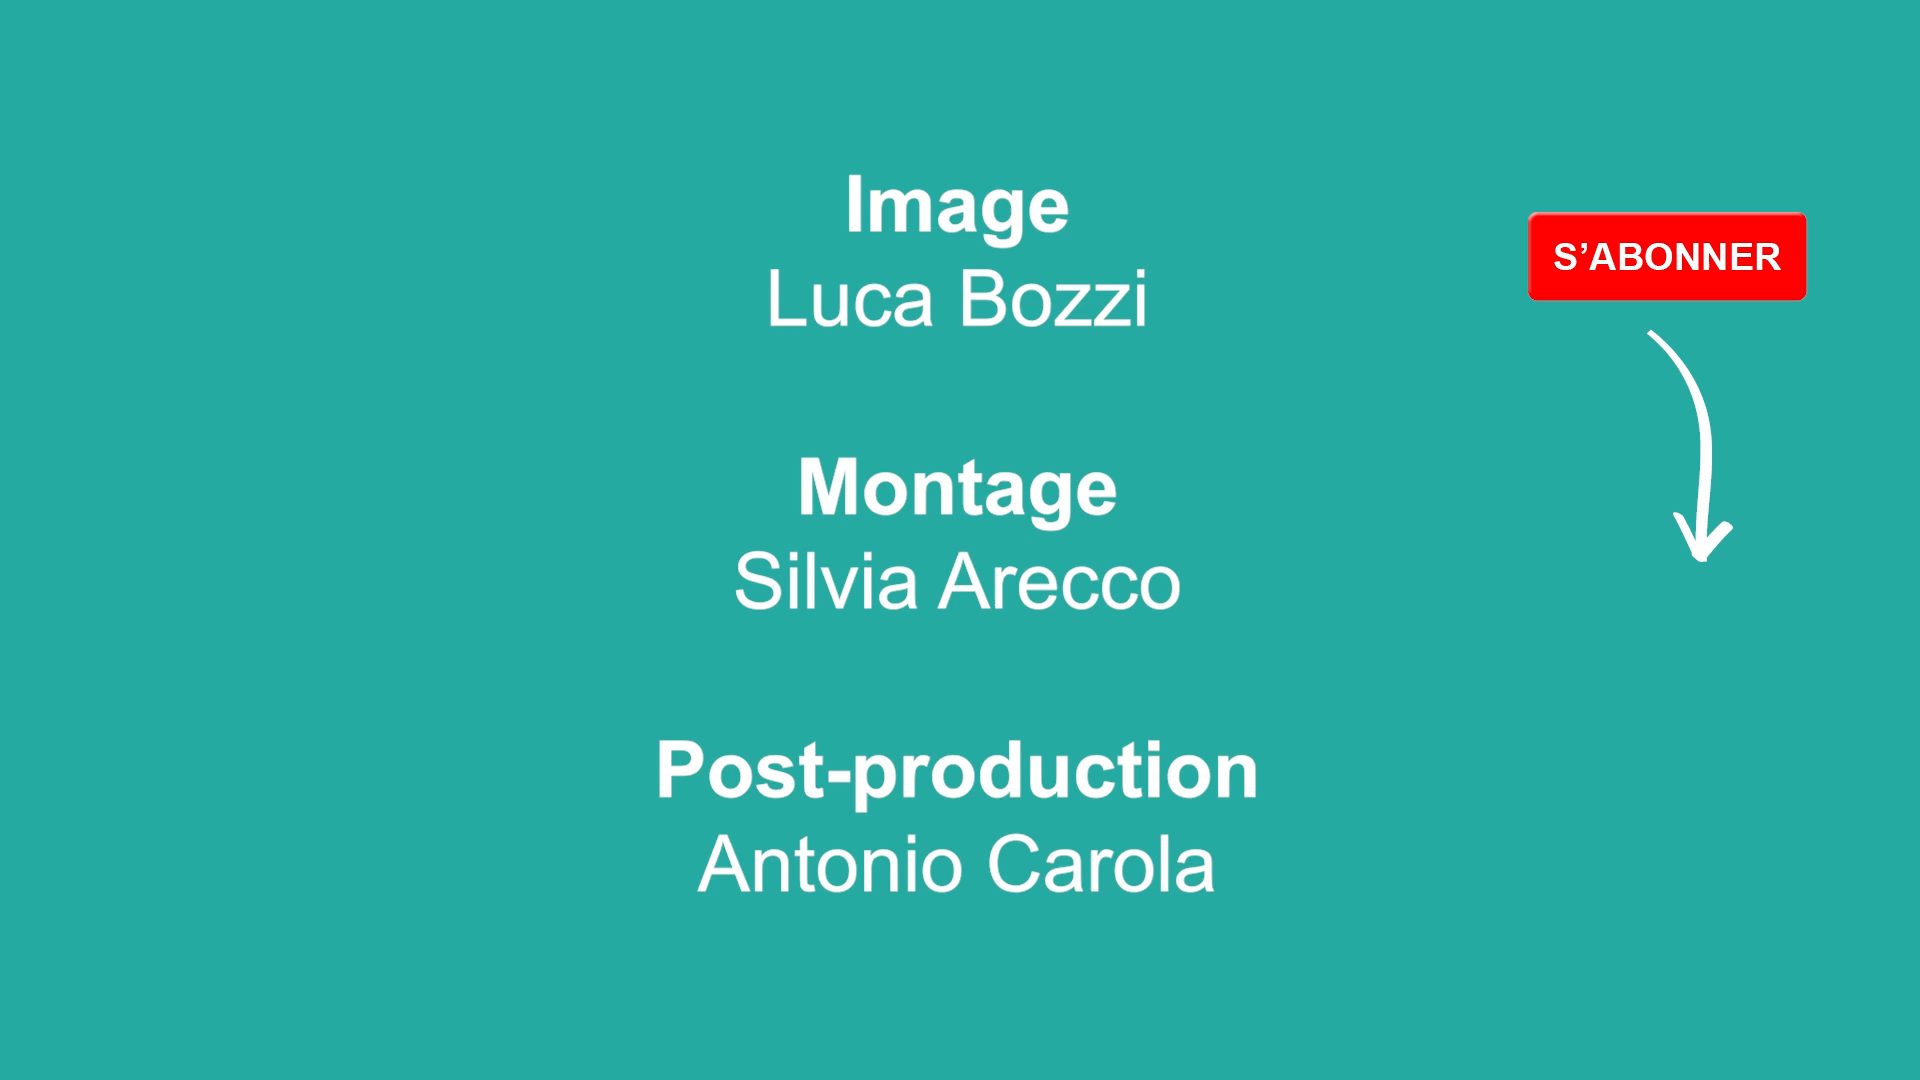 Image
Luca Bozzi
S’ABONNER
Montage
Silvia Arecco
Post-production
Antonio Carola